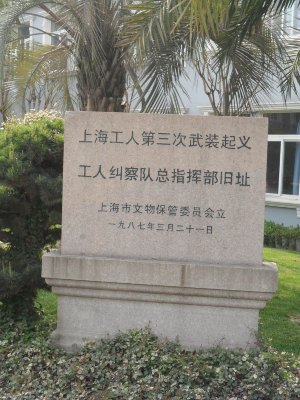 上海工人第三次武装起义
工人纠察队总指挥部旧址
上海市文物保管委员会立
一九八七年三月二十一日